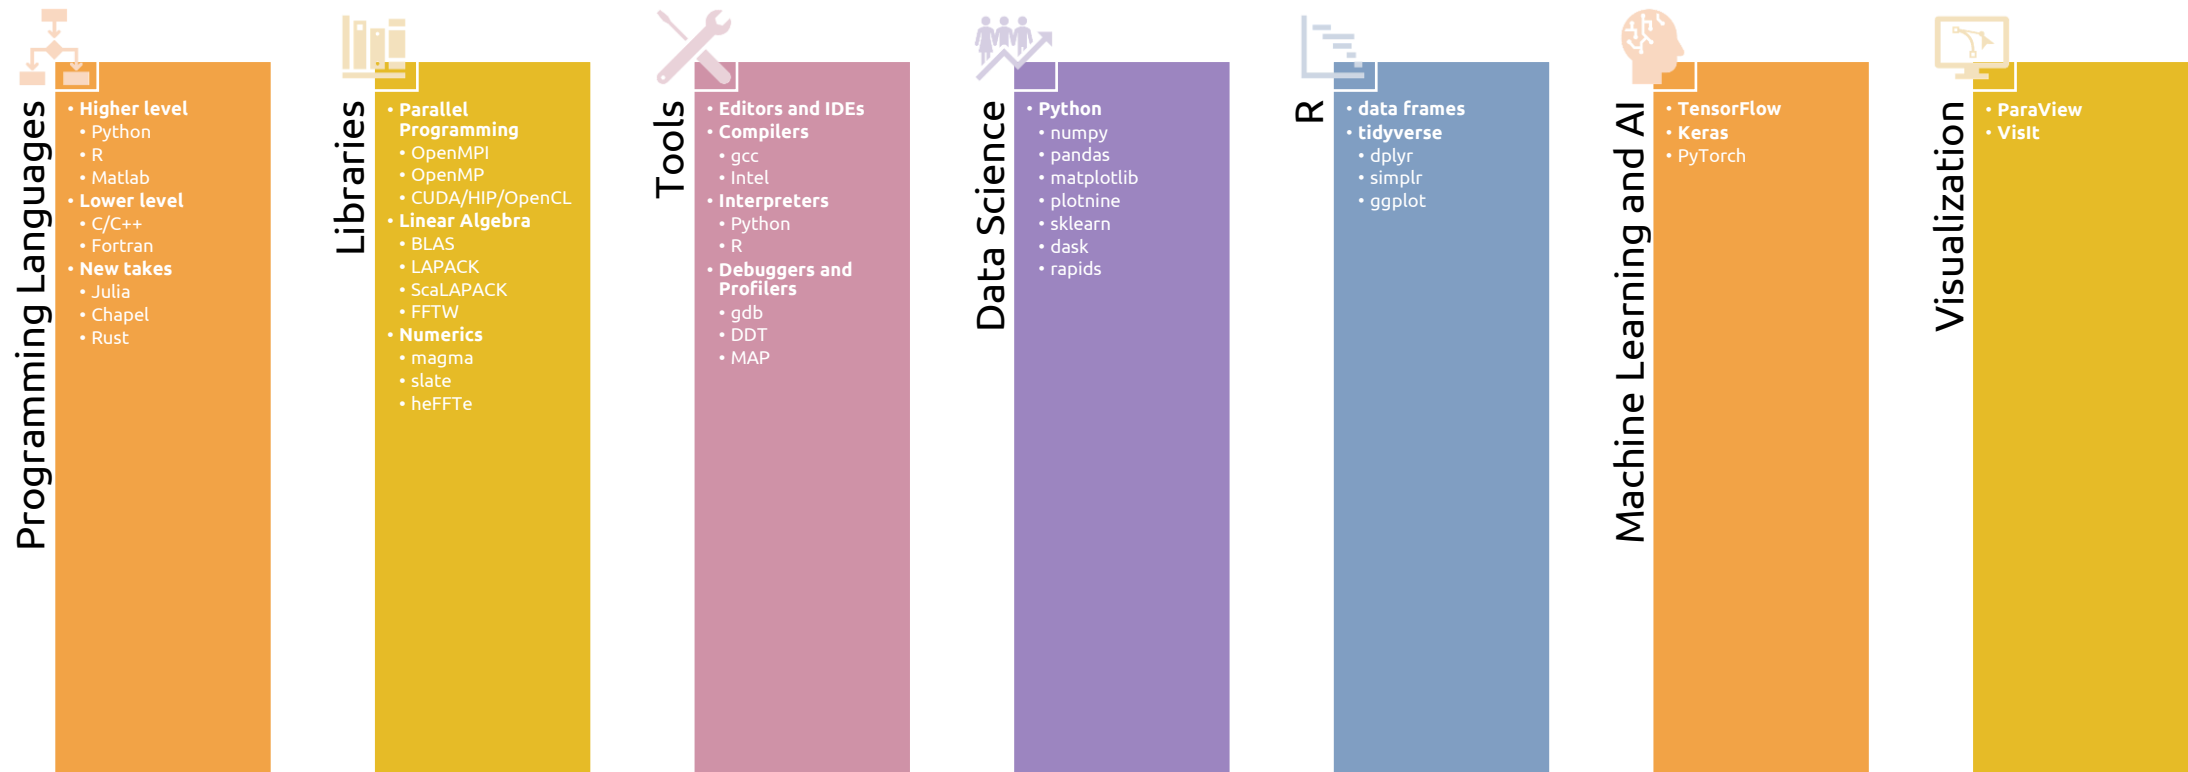 Programming Languages
• Higher level
• Python
• R
• Matlab
• Lower level
• C/C++
• Fortran
• New takes
• Julia
• Chapel
• Rust
Libraries
• Parallel
Programming
• OpenMPI
• OpenMP
• CUDA/HIP/OpenCL
• Linear Algebra
• BLAS
• LAPACK
• ScaLAPACK
• FFTW
• Numerics
• magma
• slate
• heFFTe
Tools
• Editors and IDEs
• Compilers
• gcc
• Intel
• Interpreters
• Python
• R
• Debuggers and
Profilers
• gdb
• DDT
• MAP
Data Science
• Python
• numpy
• pandas
• matplotlib
• plotnine
• sklearn
• dask
• rapids
R
• data frames
• tidyverse
• dplyr
• simplr
• ggplot
Machine Learning and AI
• TensorFlow
• Keras
• PyTorch
Visualization
• ParaView
• VisIt